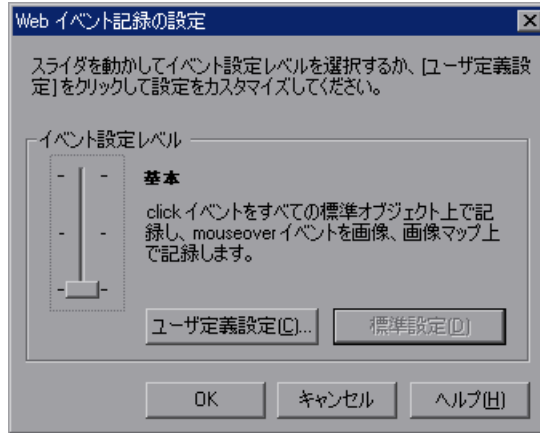 Web イベント記録の設定
スライダを動かしてイベント設定レベルを選択するか、[ユーザ定義設
定]をクリックして設定をカスタマイズしてください。
イベント設定レベル
基本
click イベントをすべての標準オブジェクト上で記
録し、mouseover イベントを画像、画像マップ上
で記録します。
ユーザ定義設定(C)... 標準設定(D)
OK キャンセル ヘルプ(H)